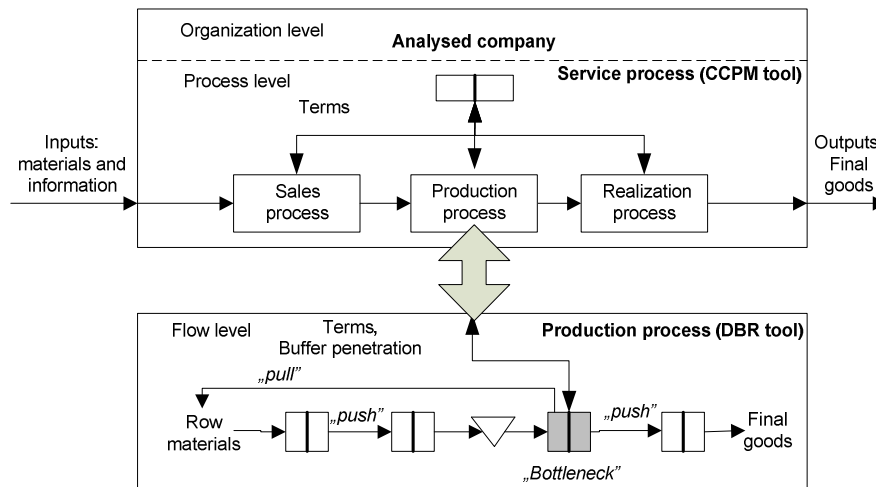 Organization level
Analysed company
Service process (CCPM tool)
Process level
Terms
Inputs:
materials and
information
Outputs
Final
goods
Sales
process
Production
process
Realization
process
Flow level
Terms,
Buffer penetration
Production process (DBR tool)
„pull”
Row
materials
„push”
„push”
Final
goods
„Bottleneck”